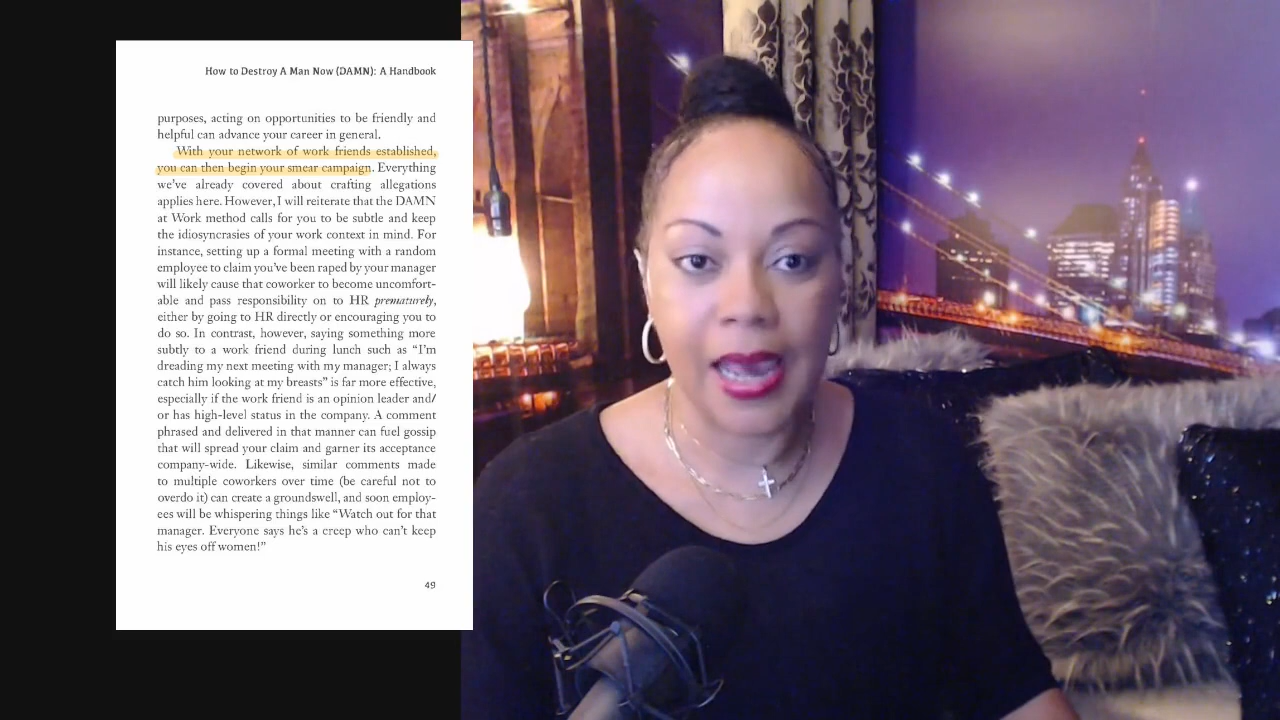 How to Destroy A Man Now (DAMN): A Handbook
purposes, acting on opportunities to be friendly and
helpful can advance your career in general.
With your network of work friends established,
you can then begin your smear campaign. Everything
we've already covered about crafting allegations
applies here. However, I will reiterate that the DAMN
at Work method calls for you to be subtle and keep
the idiosyncrasies of your work context in mind. For
instance, setting up a formal meeting with a random
employee to claim you've been raped by your manager
will likely cause that coworker to become uncomfort-
able and pass responsibility on to HR prematurely,
either by going to HR directly or encouraging you to
do so. In contrast, however, saying something more
subtly to a work friend during lunch such as “I'm
dreading my next meeting with my manager; I always
catch him looking at my breasts” is far more effective,
especially if the work friend is an opinion leader and/
or has high-level status in the company. A comment
phrased and delivered in that manner can fuel gossip
that will spread your claim and garner its acceptance
company-wide. Likewise, similar comments made
to multiple coworkers over time (be careful not to
overdo it) can create a groundswell, and soon employ-
ees will be whispering things like “Watch out for that
manager. Everyone says he's a creep who can't keep
his eyes off women!”
49